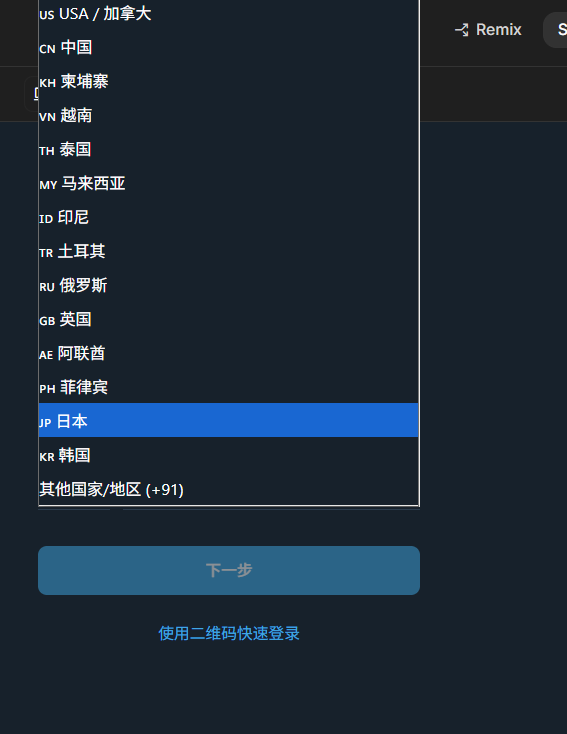 US USA / 加拿大
Remix
CN 中国
KH 柬埔寨
VN 越南
TH 泰国
MY 马来西亚
ID 印尼
TR 土耳其
RU 俄罗斯
GB 英国
AE 阿联酋
PH 菲律宾
JP 日本
KR 韩国
其他国家/地区 (+91)
下一步
使用二维码快速登录